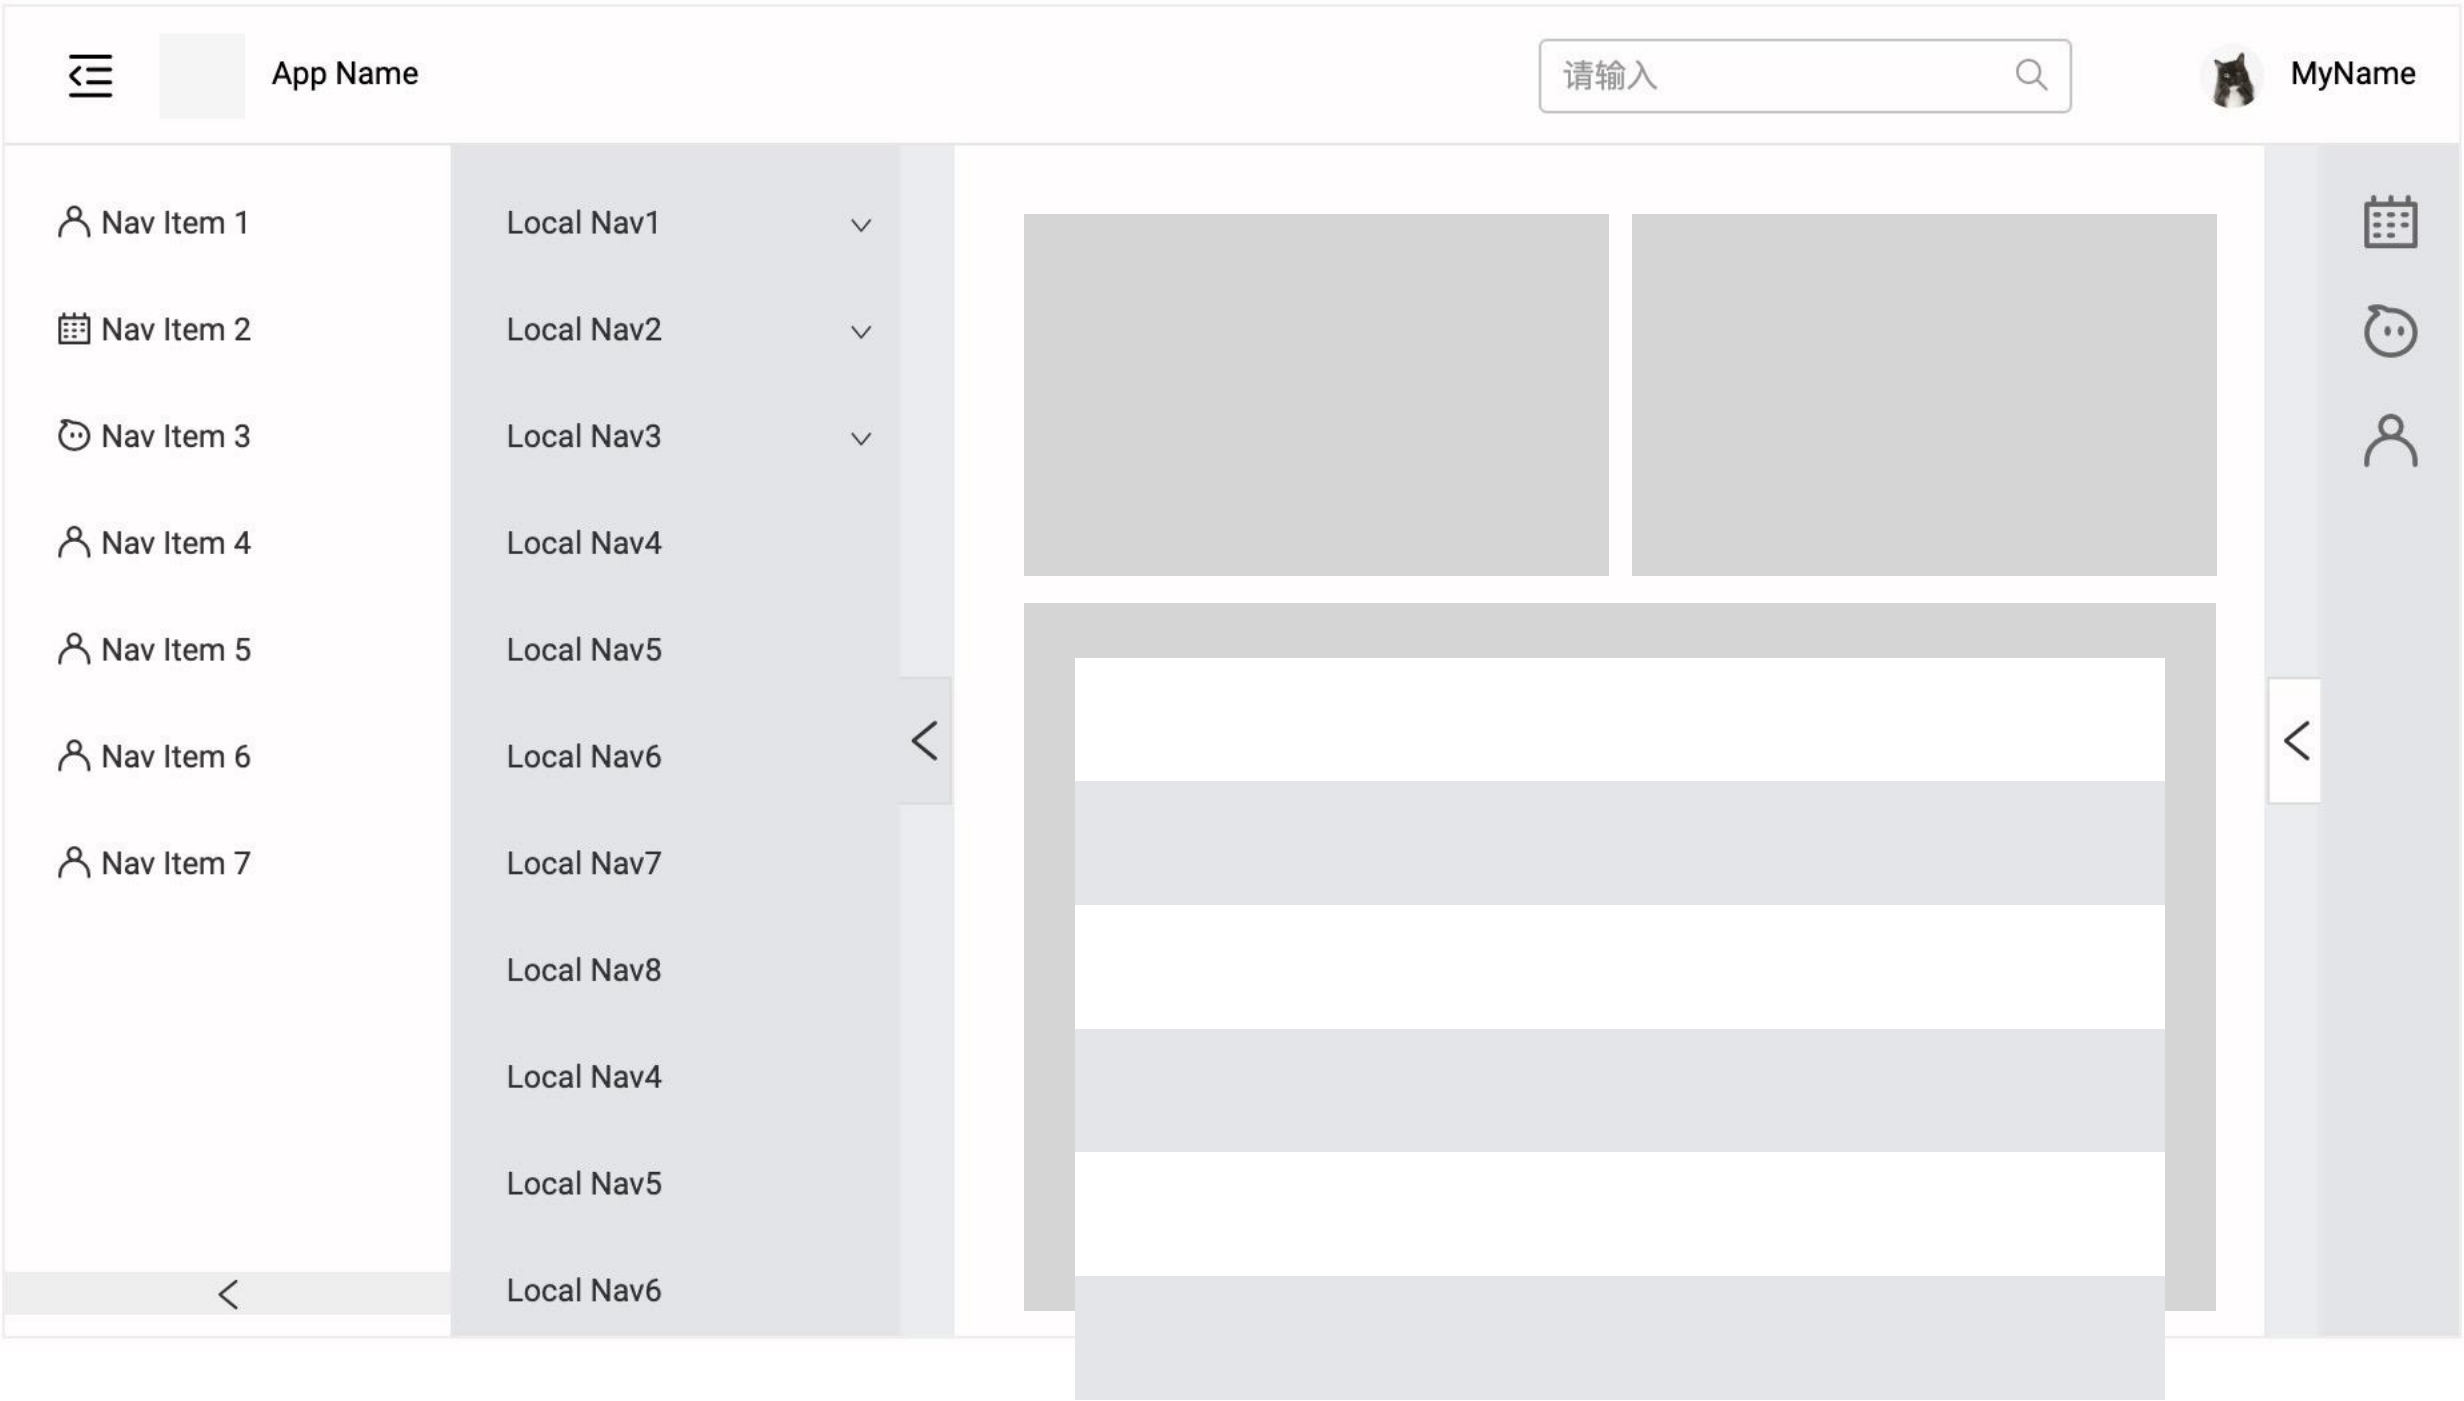 App Name
请输入
MyName
Nav Item 1
Nav Item 2
Nav Item 3
Nav Item 4
Nav Item 5
Nav Item 6
Nav Item 7
Local Nav1
Local Nav2
Local Nav3
Local Nav4
Local Nav5
Local Nav6
Local Nav7
Local Nav8
Local Nav4
Local Nav5
Local Nav6